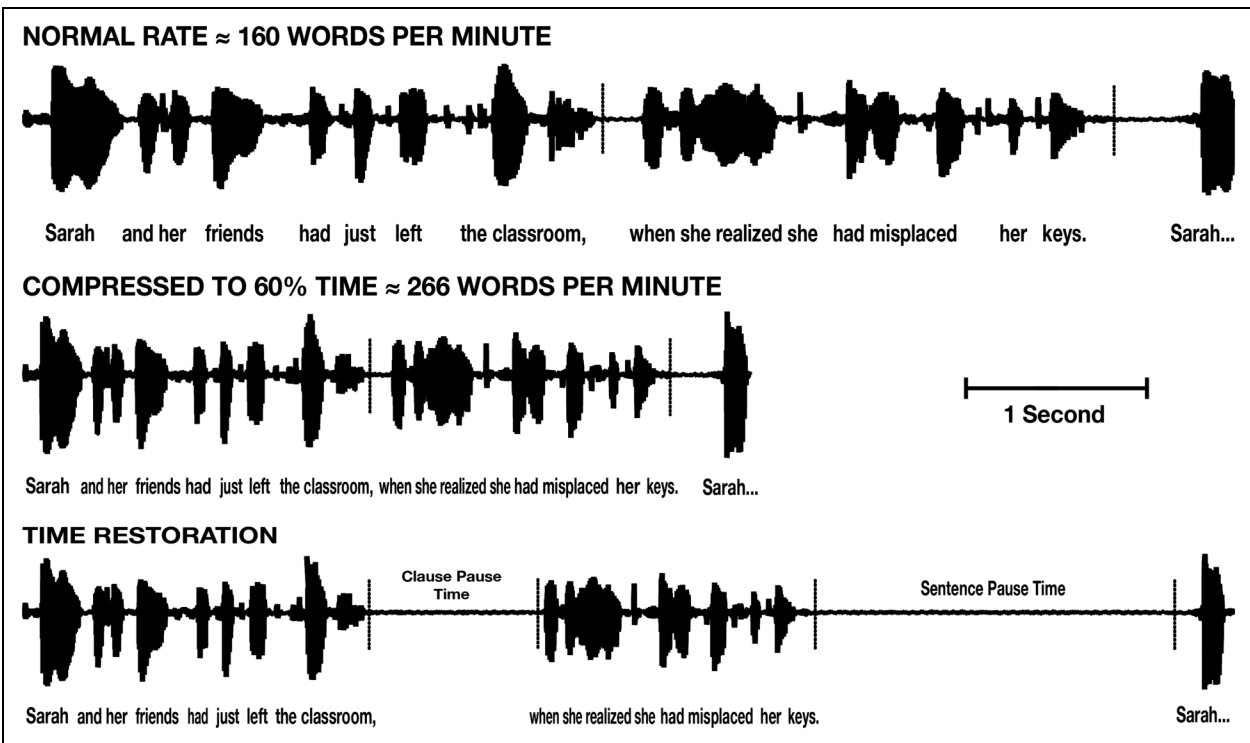 NORMAL RATE ≈ 160 WORDS PER MINUTE
Sarah and her friends had just left the classroom, when she realized she had misplaced her keys. Sarah...
COMPRESSED TO 60% TIME ≈ 266 WORDS PER MINUTE
1 Second
Sarah and her friends had just left the classroom, when she realized she had misplaced her keys. Sarah...
TIME RESTORATION
Clause Pause
Time
Sentence Pause Time
Sarah and her friends had just left the classroom, when she realized she had misplaced her keys. Sarah...